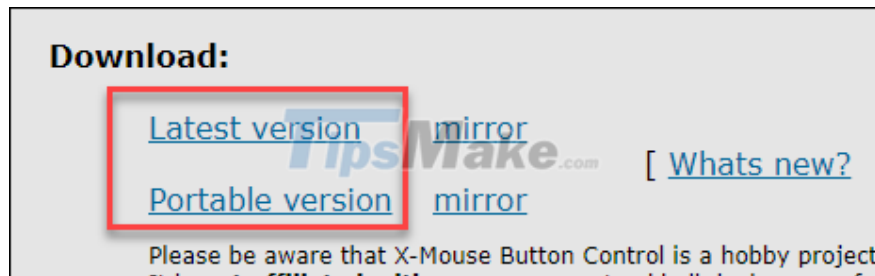 Download:
Latest version mirror
TipsMake.com
[ Whats new?
Portable version mirror
Please be aware that X-Mouse Button Control is a hobby project